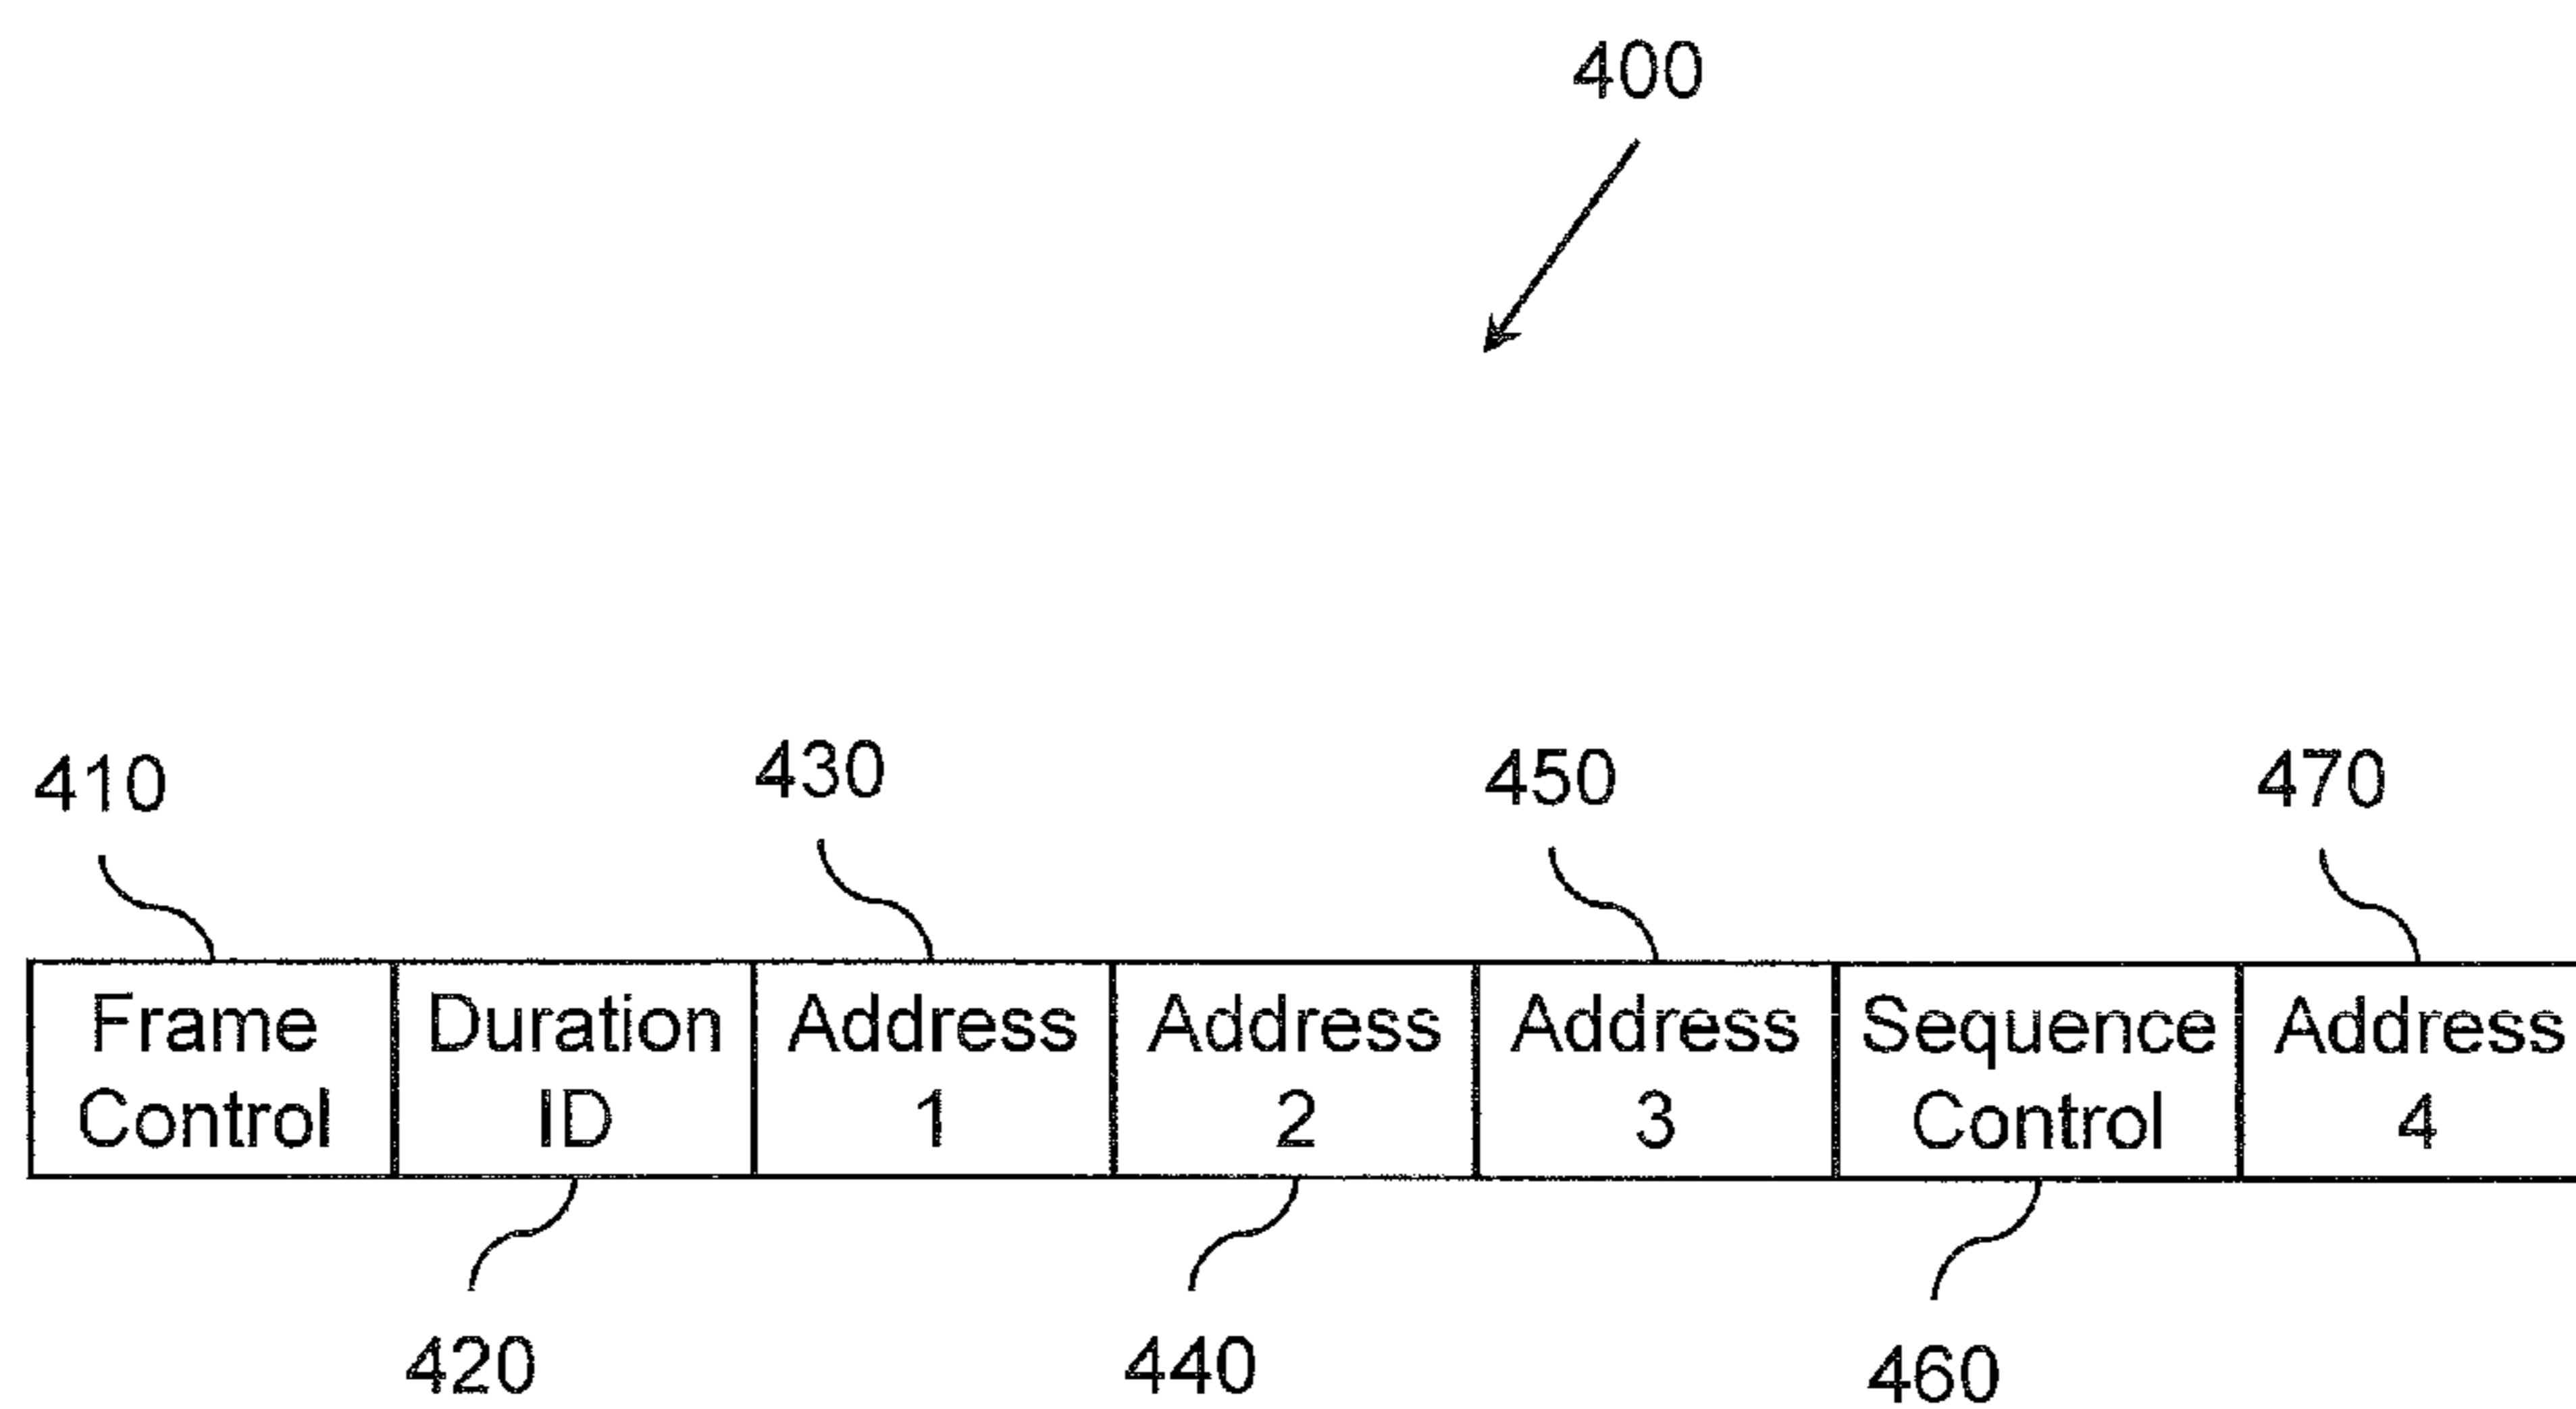 400
410
430
450
470
Frame Control
Duration ID
Address 1
Address 2
Address 3
Sequence Control
Address 4
420
440
460